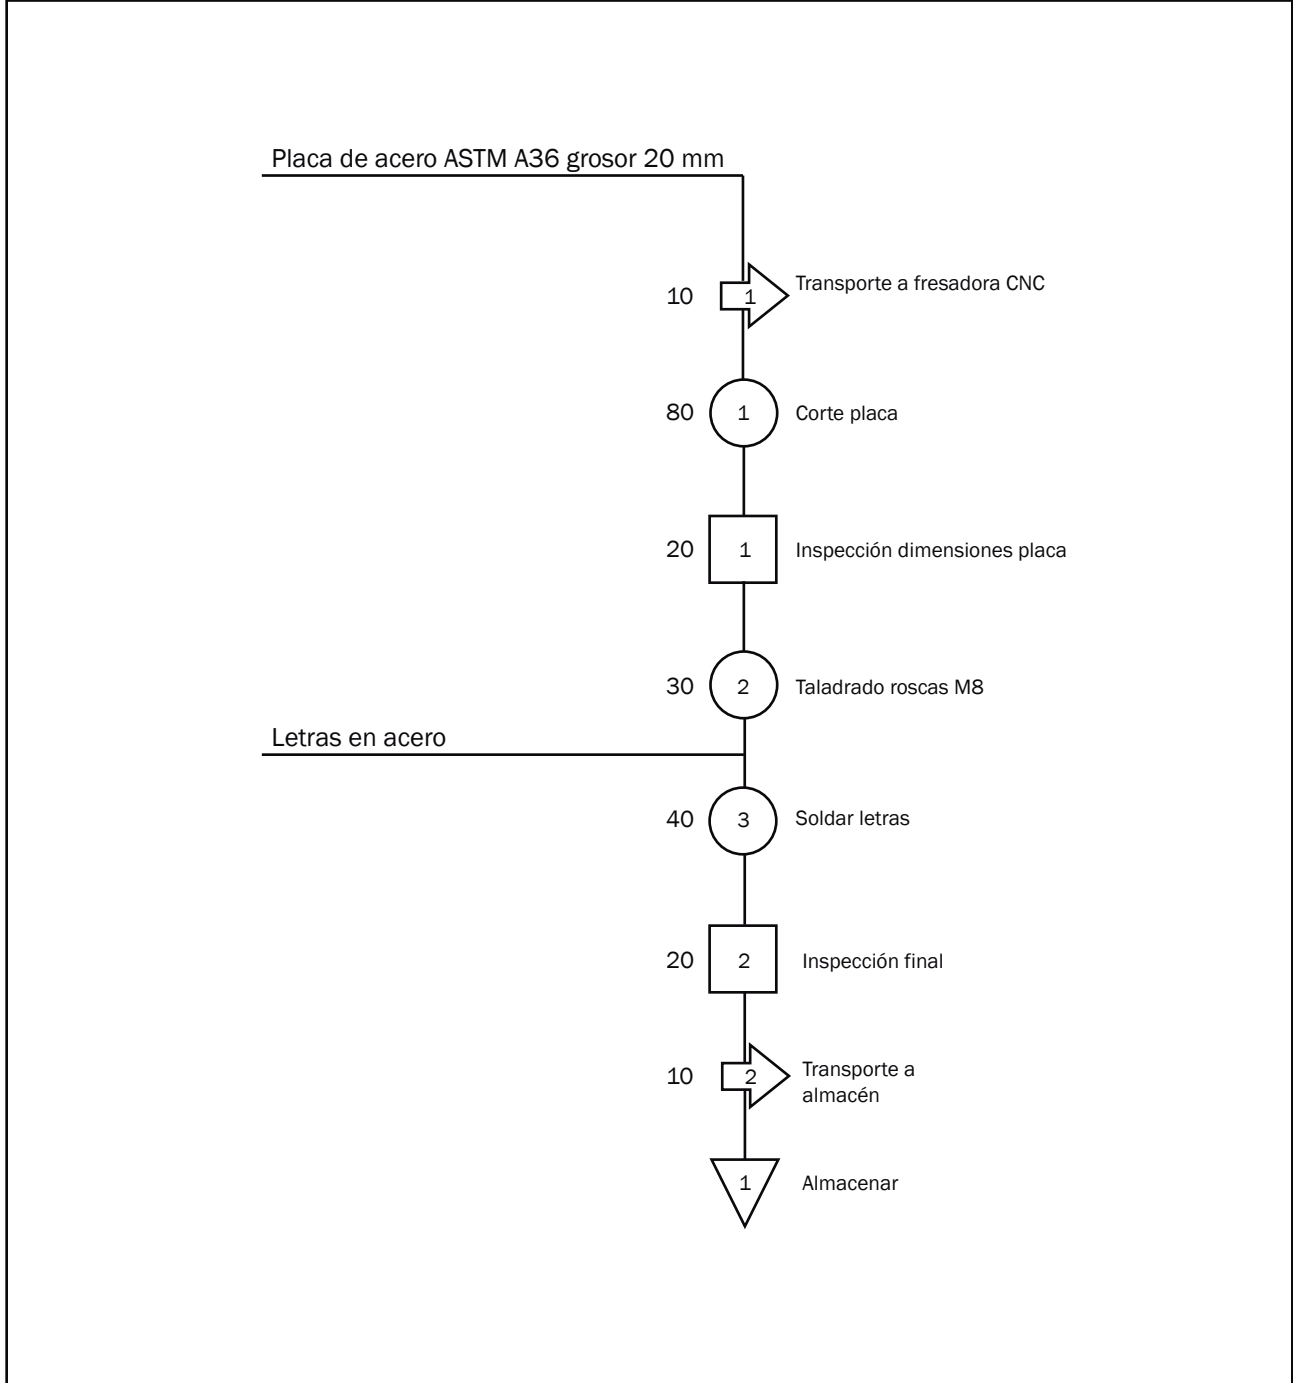 Placa de acero ASTM A36 grosor 20 mm
10 1 Transporte a fresadora CNC
80 1 Corte placa
20 1 Inspección dimensiones placa
30 2 Taladrado roscas M8
Letras en acero
40 3 Soldar letras
20 2 Inspección final
10 2 Transporte a
almacén
1 Almacenar